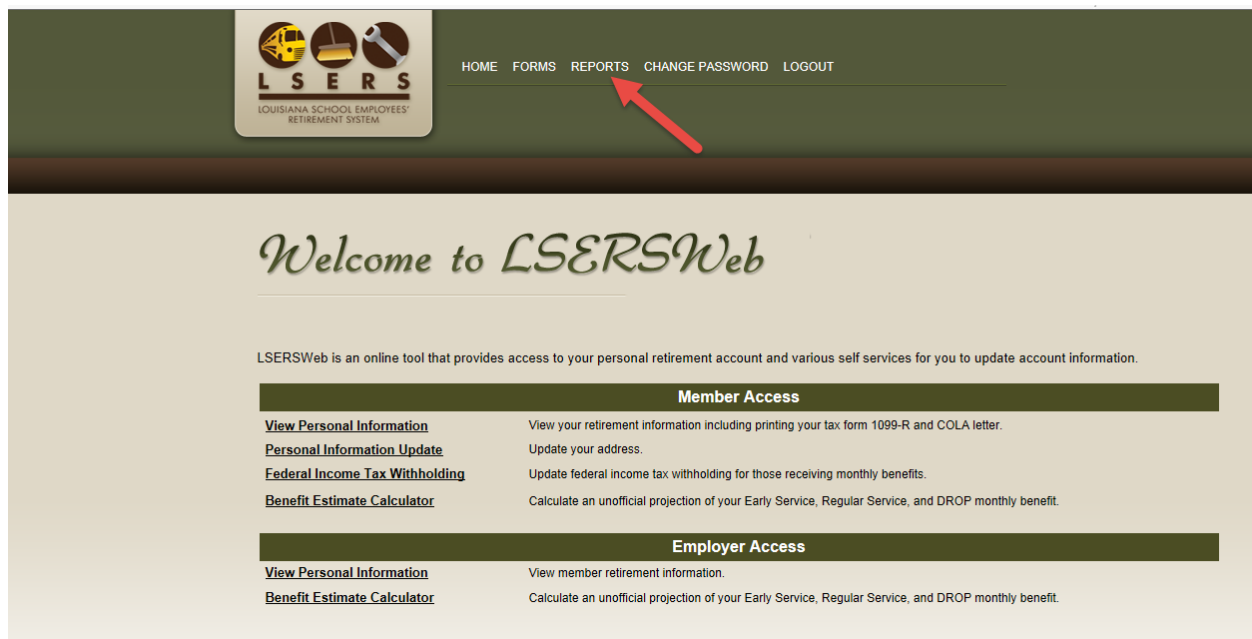 L S E R S
LOUISIANA SCHOOL EMPLOYEES'
RETIREMENT SYSTEM
HOME FORMS REPORTS CHANGE PASSWORD LOGOUT
Welcome to LSERSWeb
LSERSWeb is an online tool that provides access to your personal retirement account and various self services for you to update account information.
Member Access
View Personal Information View your retirement information including printing your tax form 1099-R and COLA letter.
Personal Information Update Update your address.
Federal Income Tax Withholding Update federal income tax withholding for those receiving monthly benefits.
Benefit Estimate Calculator Calculate an unofficial projection of your Early Service, Regular Service, and DROP monthly benefit.
Employer Access
View Personal Information View member retirement information.
Benefit Estimate Calculator Calculate an unofficial projection of your Early Service, Regular Service, and DROP monthly benefit.